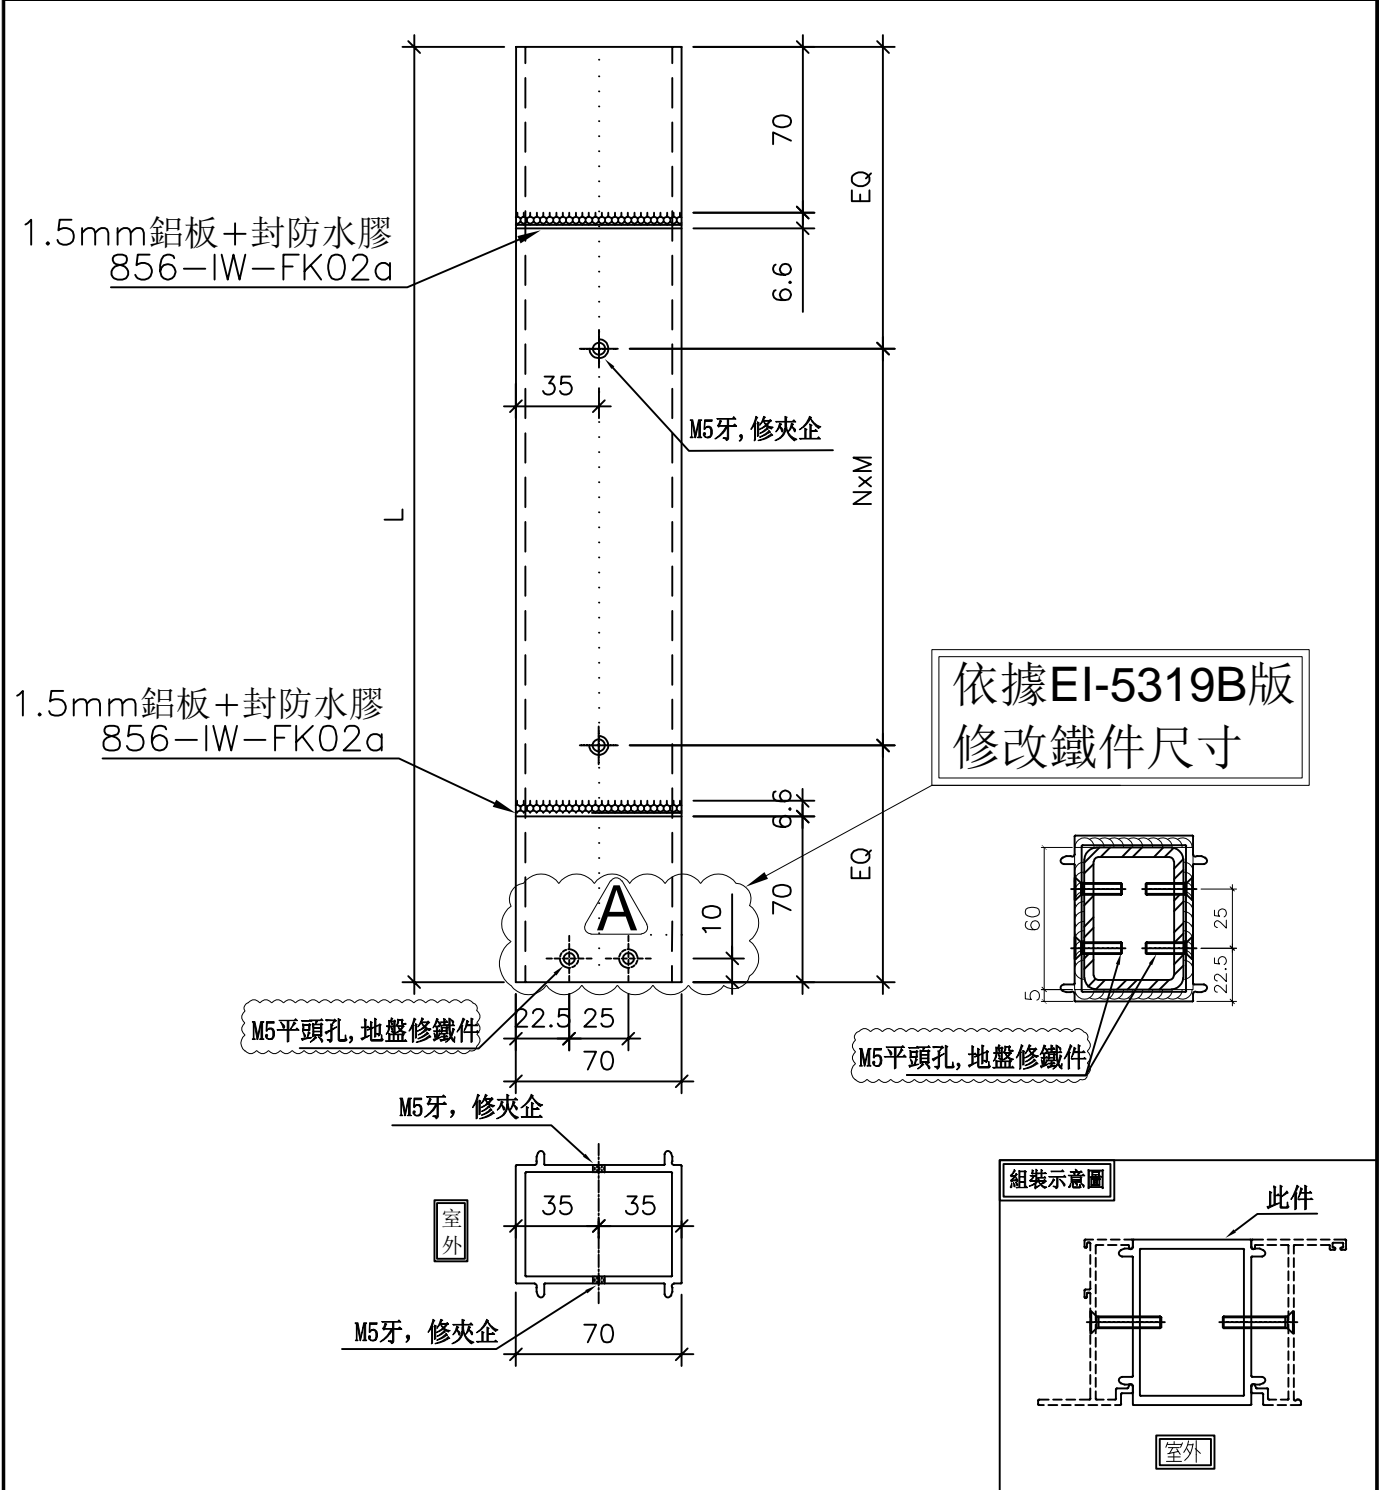 70
EQ
1.5mm鋁板+封防水膠
856-IW-FK02a
6.6
35
M5牙,修夾企
NxM
L
依據EI-5319B版
修改鐵件尺寸
1.5mm鋁板+封防水膠
856-IW-FK02a
6.6
EQ
70
A
10
60
25
22.5
5
M5平頭孔,地盤修鐵件
22.5
25
70
M5平頭孔,地盤修鐵件
M5牙，修夾企
室外
35
35
M5牙，修夾企
70
組裝示意圖
此件
室外